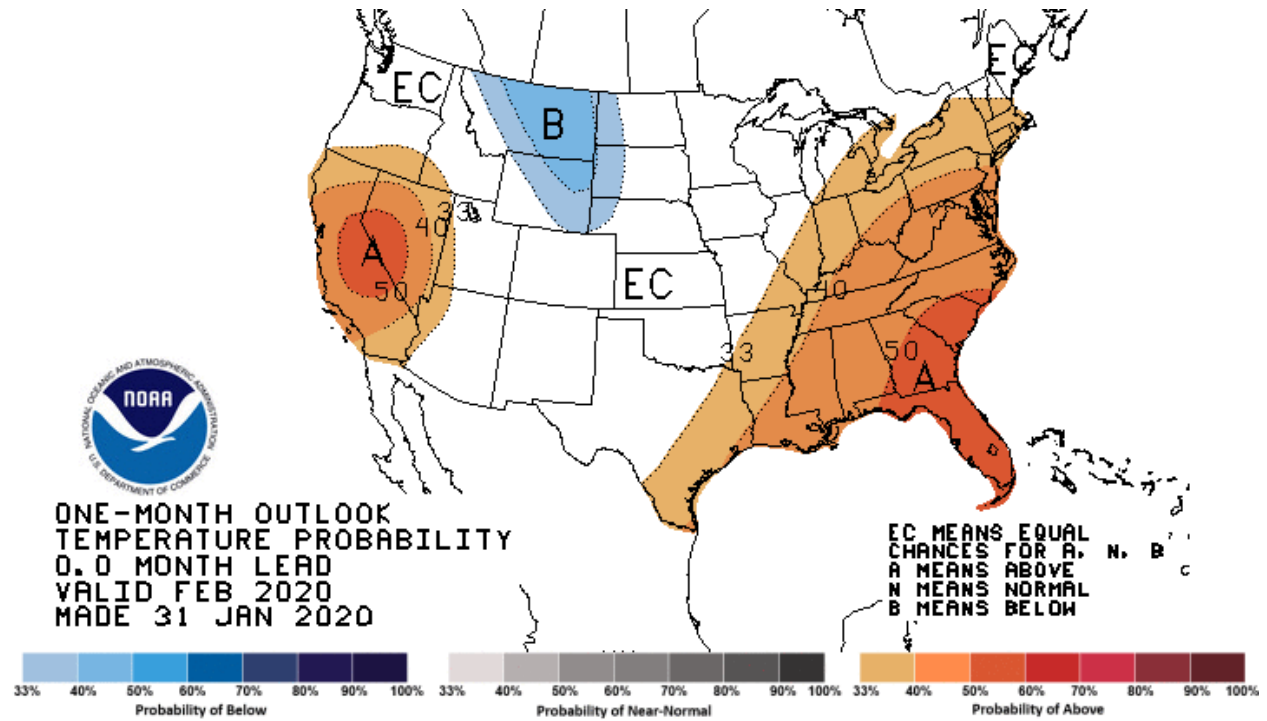 EC
EC
B
33
40
A
50
EC
40
33
50
A
NATIONAL OCEANIC AND ATMOSPHERIC ADMINISTRATION
NOAA
U.S. DEPARTMENT OF COMMERCE
ONE-MONTH OUTLOOK
TEMPERATURE PROBABILITY
0.0 MONTH LEAD
VALID FEB 2020
MADE 31 JAN 2020
EC MEANS EQUAL
CHANCES FOR A, N, B
A MEANS ABOVE
N MEANS NORMAL
B MEANS BELOW
33% 40% 50% 60% 70% 80% 90% 100%
Probability of Below
33% 40% 50% 60% 70% 80% 90% 100%
Probability of Near-Normal
33% 40% 50% 60% 70% 80% 90% 100%
Probability of Above